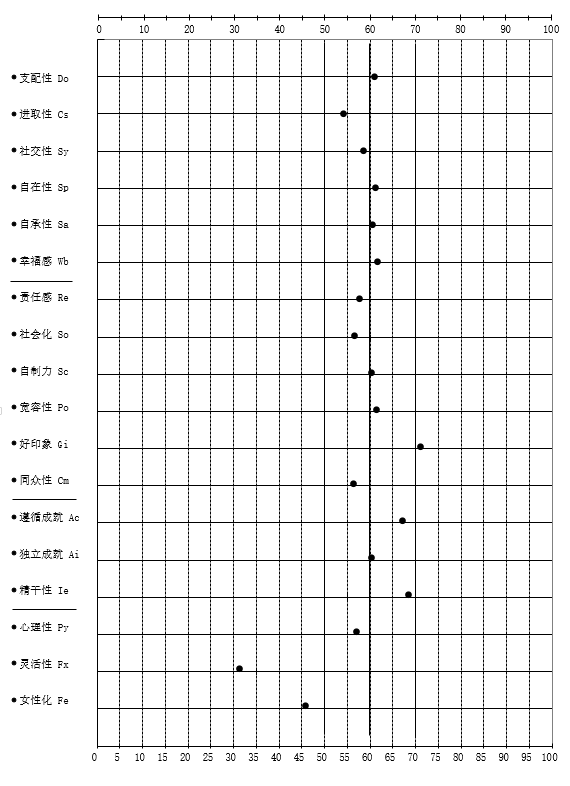 0 10 20 30 40 50 60 70 80 90 100
● 支配性 Do
● 进取性 Cs
● 社交性 Sy
● 自在性 Sp
● 自承性 Sa
● 幸福感 Wb
● 责任感 Re
● 社会化 So
● 自制力 Sc
● 宽容性 Po
● 好印象 Gi
● 同众性 Cm
● 遵循成就 Ac
● 独立成就 Ai
● 精干性 Ie
● 心理性 Py
● 灵活性 Fx
● 女性化 Fe
0 5 10 15 20 25 30 35 40 45 50 55 60 65 70 75 80 85 90 95 100